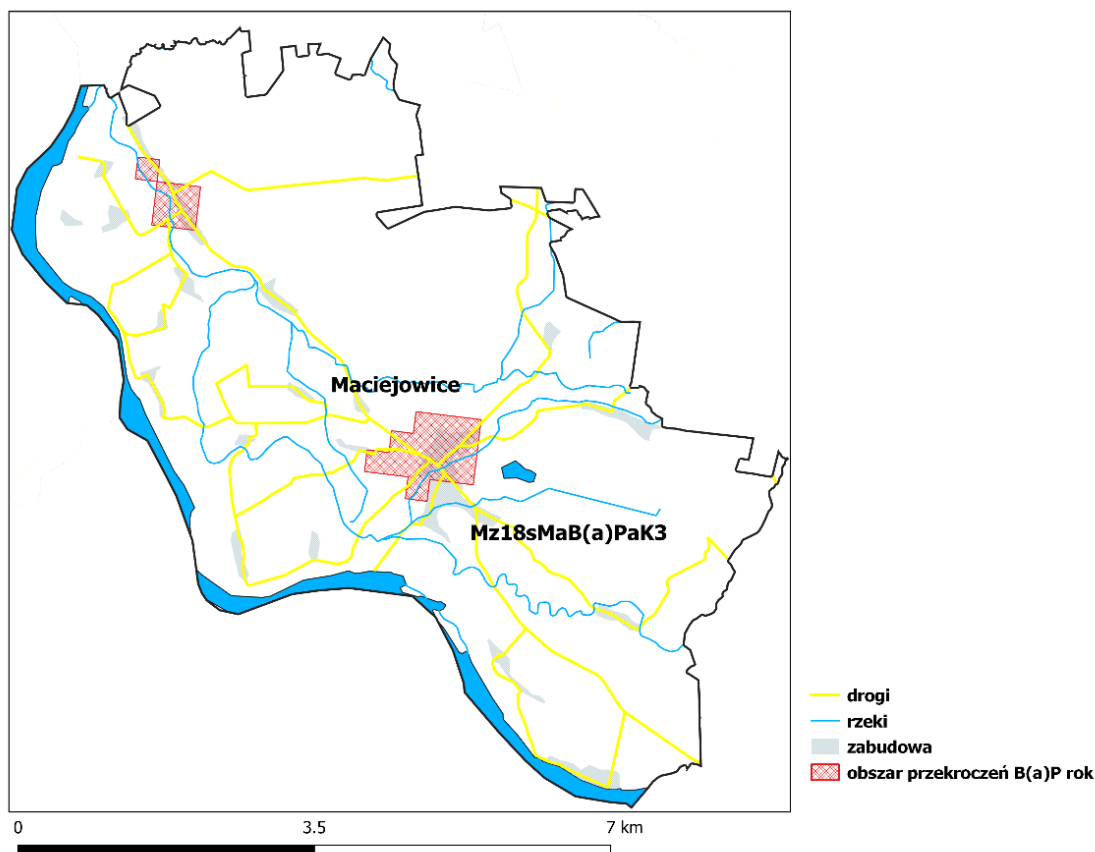 Maciejowice
Mz18sMaB(a)PaK3
drogi
rzeki
zabudowa
obszar przekroczeń B(a)P rok
0 3.5 7 km